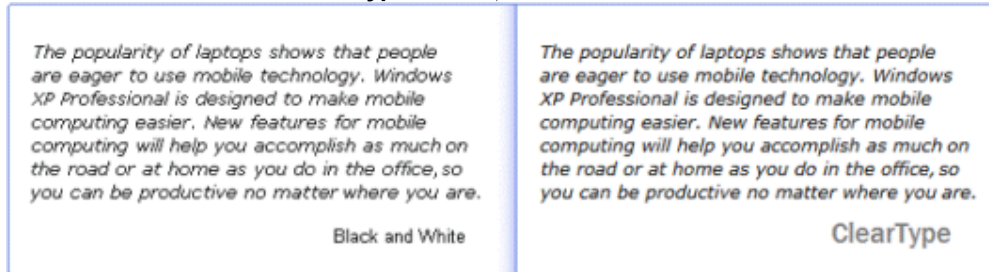 The popularity of laptops shows that people
are eager to use mobile technology. Windows
XP Professional is designed to make mobile
computing easier. New features for mobile
computing will help you accomplish as much on
the road or at home as you do in the office, so
you can be productive no matter where you are.
Black and White
The popularity of laptops shows that people
are eager to use mobile technology. Windows
XP Professional is designed to make mobile
computing easier. New features for mobile
computing will help you accomplish as much on
the road or at home as you do in the office, so
you can be productive no matter where you are.
ClearType